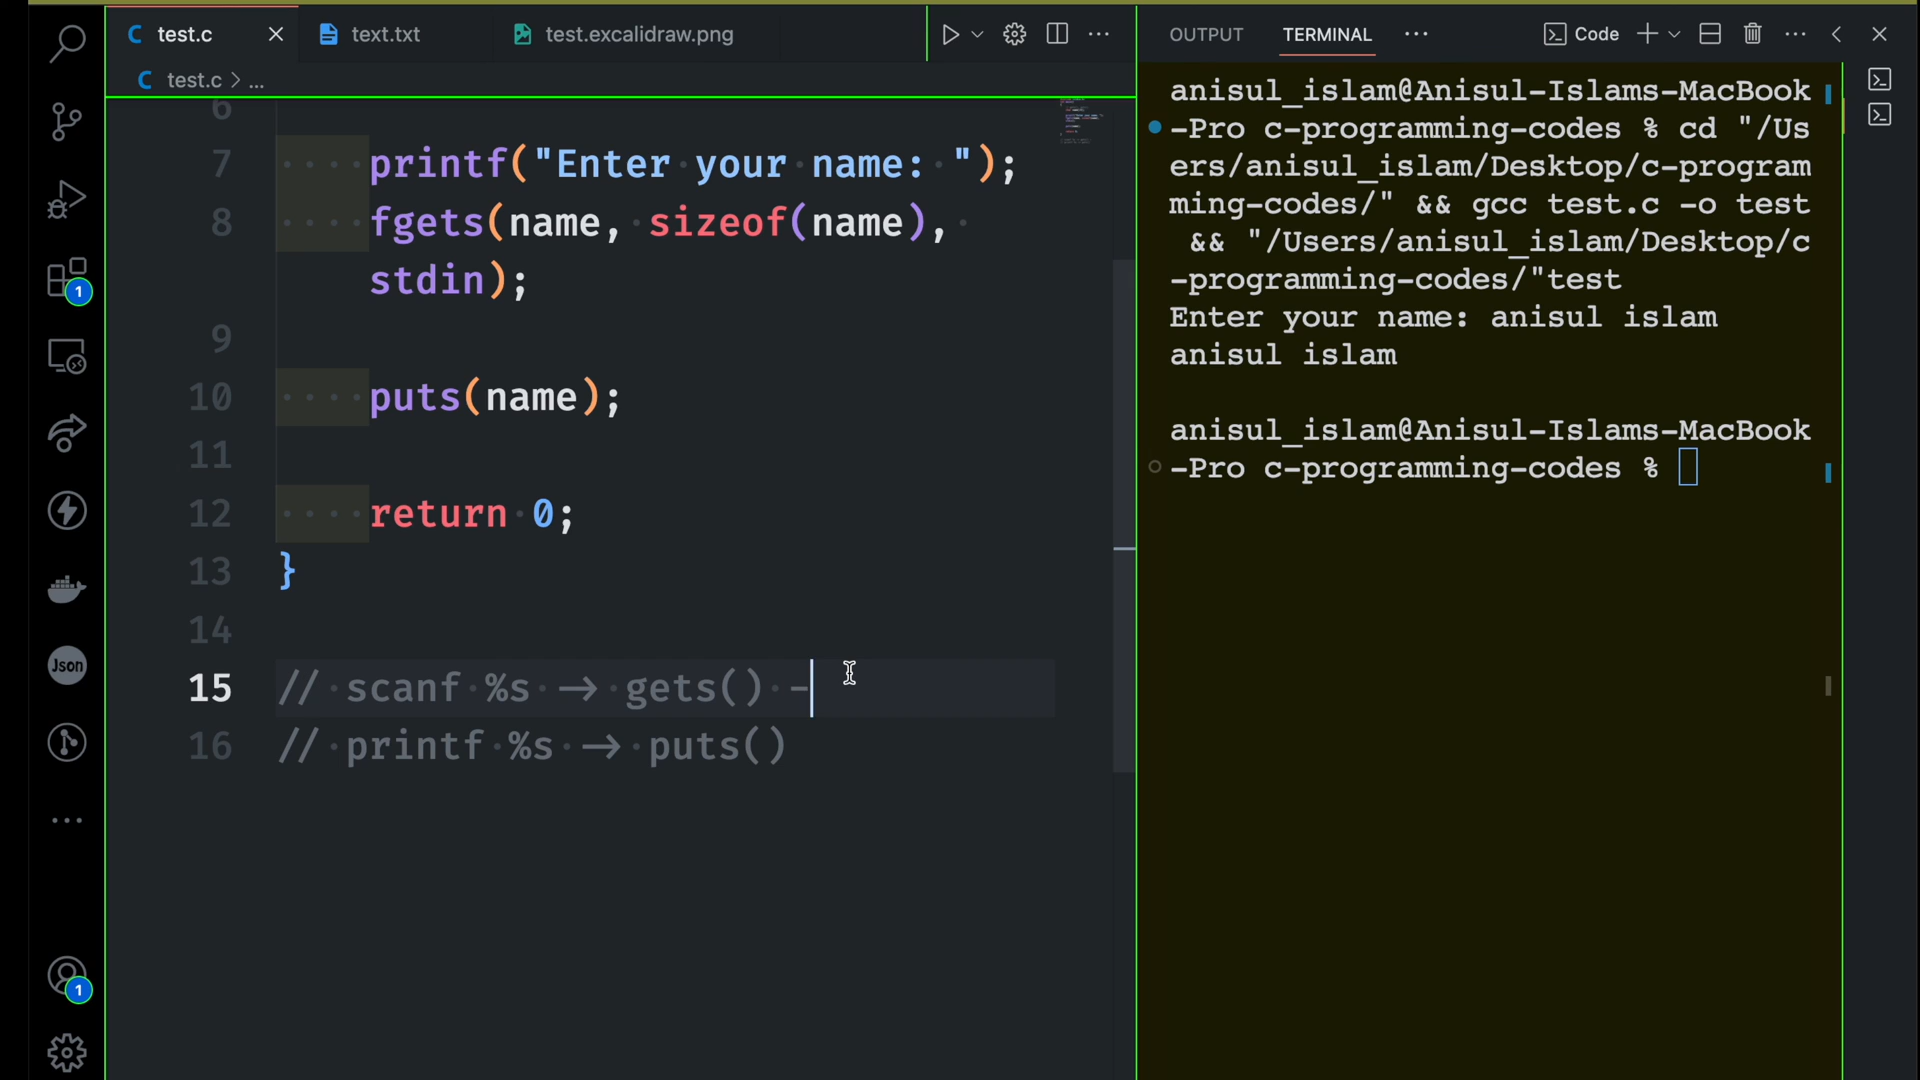 test.c
text.txt
test.excalidraw.png
OUTPUT
TERMINAL
Code
test.c > ...
6
7 printf("Enter your name: ");
8 fgets(name, sizeof(name),
stdin);
9
10 puts(name);
11
12 return 0;
13 }
14
15 // scanf %s -> gets() -
16 // printf %s -> puts()
anisul_islam@Anisul-Islams-MacBook
-Pro c-programming-codes % cd "/Us
ers/anisul_islam/Desktop/c-program
ming-codes/" && gcc test.c -o test
&& "/Users/anisul_islam/Desktop/c
-programming-codes/"test
Enter your name: anisul islam
anisul islam
anisul_islam@Anisul-Islams-MacBook
-Pro c-programming-codes %
1
Json
1